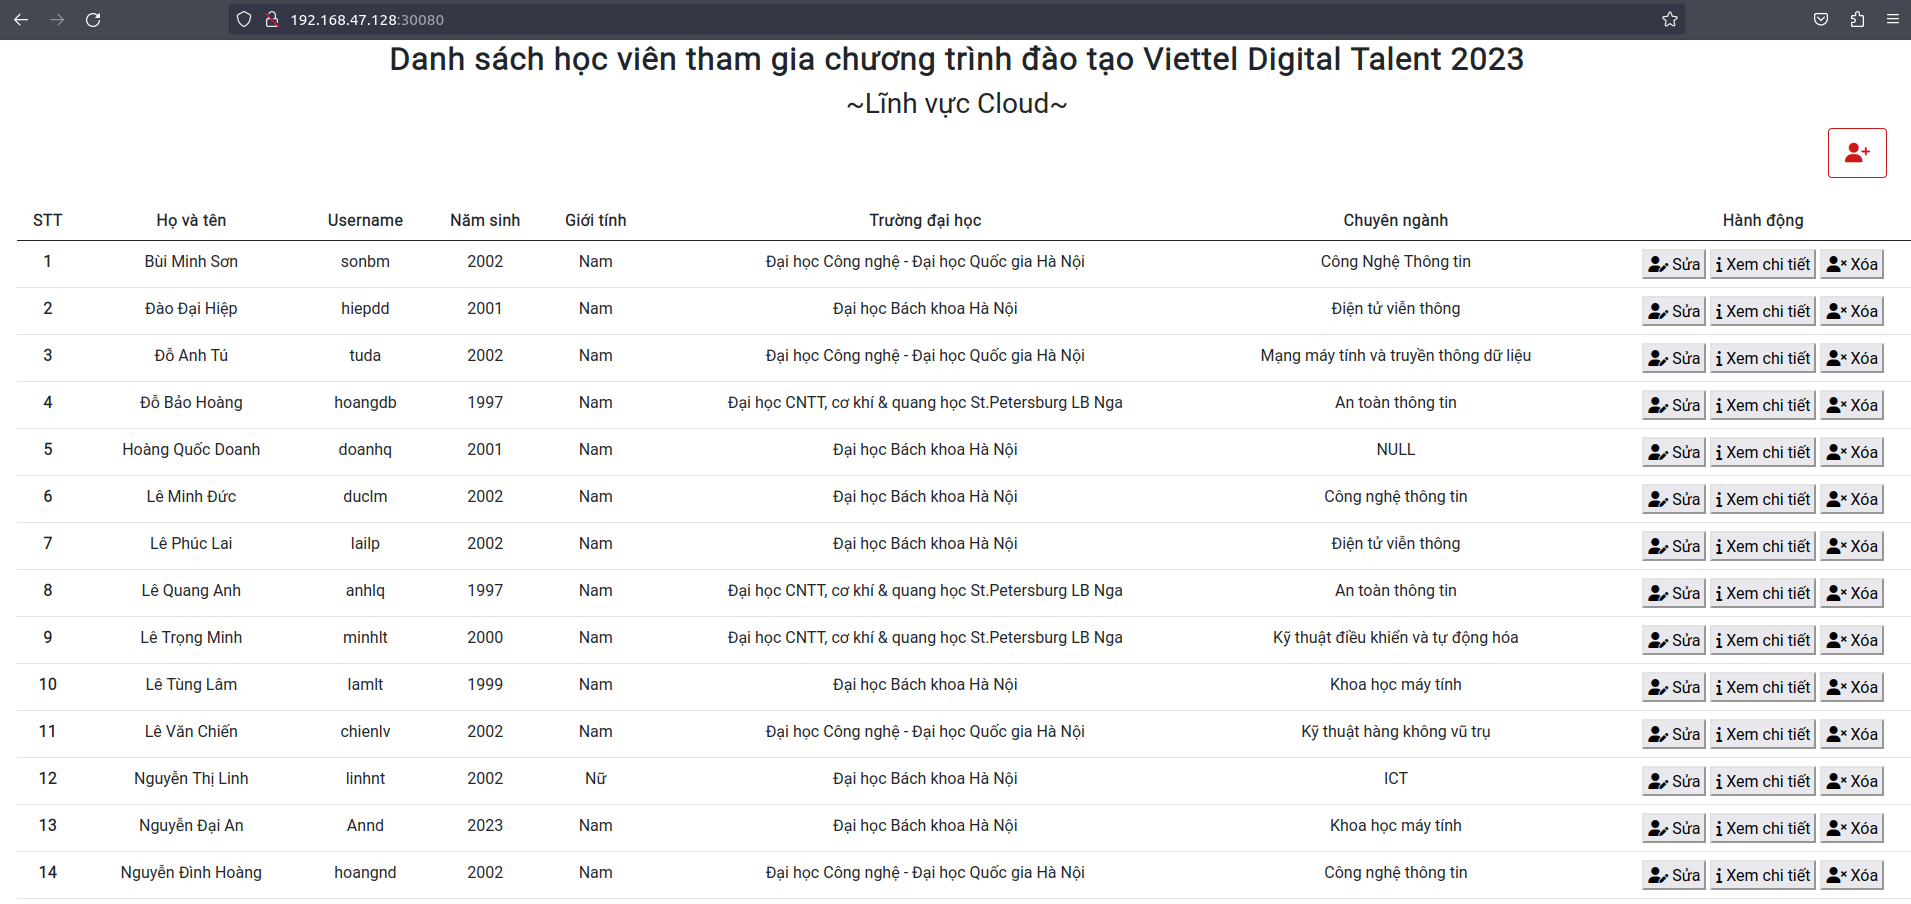 192.168.47.128:30080
Danh sách học viên tham gia chương trình đào tạo Viettel Digital Talent 2023
~Lĩnh vực Cloud~
STT Họ và tên Username Năm sinh Giới tính Trường đại học Chuyên ngành Hành động
1 Bùi Minh Sơn sonbm 2002 Nam Đại học Công nghệ - Đại học Quốc gia Hà Nội Công Nghệ Thông tin Sửa Xem chi tiết Xóa
2 Đào Đại Hiệp hiepdd 2001 Nam Đại học Bách khoa Hà Nội Điện tử viễn thông Sửa Xem chi tiết Xóa
3 Đỗ Anh Tú tuda 2002 Nam Đại học Công nghệ - Đại học Quốc gia Hà Nội Mạng máy tính và truyền thông dữ liệu Sửa Xem chi tiết Xóa
4 Đỗ Bảo Hoàng hoangdb 1997 Nam Đại học CNTT, cơ khí & quang học St.Petersburg LB Nga An toàn thông tin Sửa Xem chi tiết Xóa
5 Hoàng Quốc Doanh doanhq 2001 Nam Đại học Bách khoa Hà Nội NULL Sửa Xem chi tiết Xóa
6 Lê Minh Đức duclm 2002 Nam Đại học Bách khoa Hà Nội Công nghệ thông tin Sửa Xem chi tiết Xóa
7 Lê Phúc Lai lailp 2002 Nam Đại học Bách khoa Hà Nội Điện tử viễn thông Sửa Xem chi tiết Xóa
8 Lê Quang Anh anhlq 1997 Nam Đại học CNTT, cơ khí & quang học St.Petersburg LB Nga An toàn thông tin Sửa Xem chi tiết Xóa
9 Lê Trọng Minh minhlt 2000 Nam Đại học CNTT, cơ khí & quang học St.Petersburg LB Nga Kỹ thuật điều khiển và tự động hóa Sửa Xem chi tiết Xóa
10 Lê Tùng Lâm lamlt 1999 Nam Đại học Bách khoa Hà Nội Khoa học máy tính Sửa Xem chi tiết Xóa
11 Lê Văn Chiến chienlv 2002 Nam Đại học Công nghệ - Đại học Quốc gia Hà Nội Kỹ thuật hàng không vũ trụ Sửa Xem chi tiết Xóa
12 Nguyễn Thị Linh linhnt 2002 Nữ Đại học Bách khoa Hà Nội ICT Sửa Xem chi tiết Xóa
13 Nguyễn Đại An Annd 2023 Nam Đại học Bách khoa Hà Nội Khoa học máy tính Sửa Xem chi tiết Xóa
14 Nguyễn Đình Hoàng hoangnd 2002 Nam Đại học Công nghệ - Đại học Quốc gia Hà Nội Công nghệ thông tin Sửa Xem chi tiết Xóa